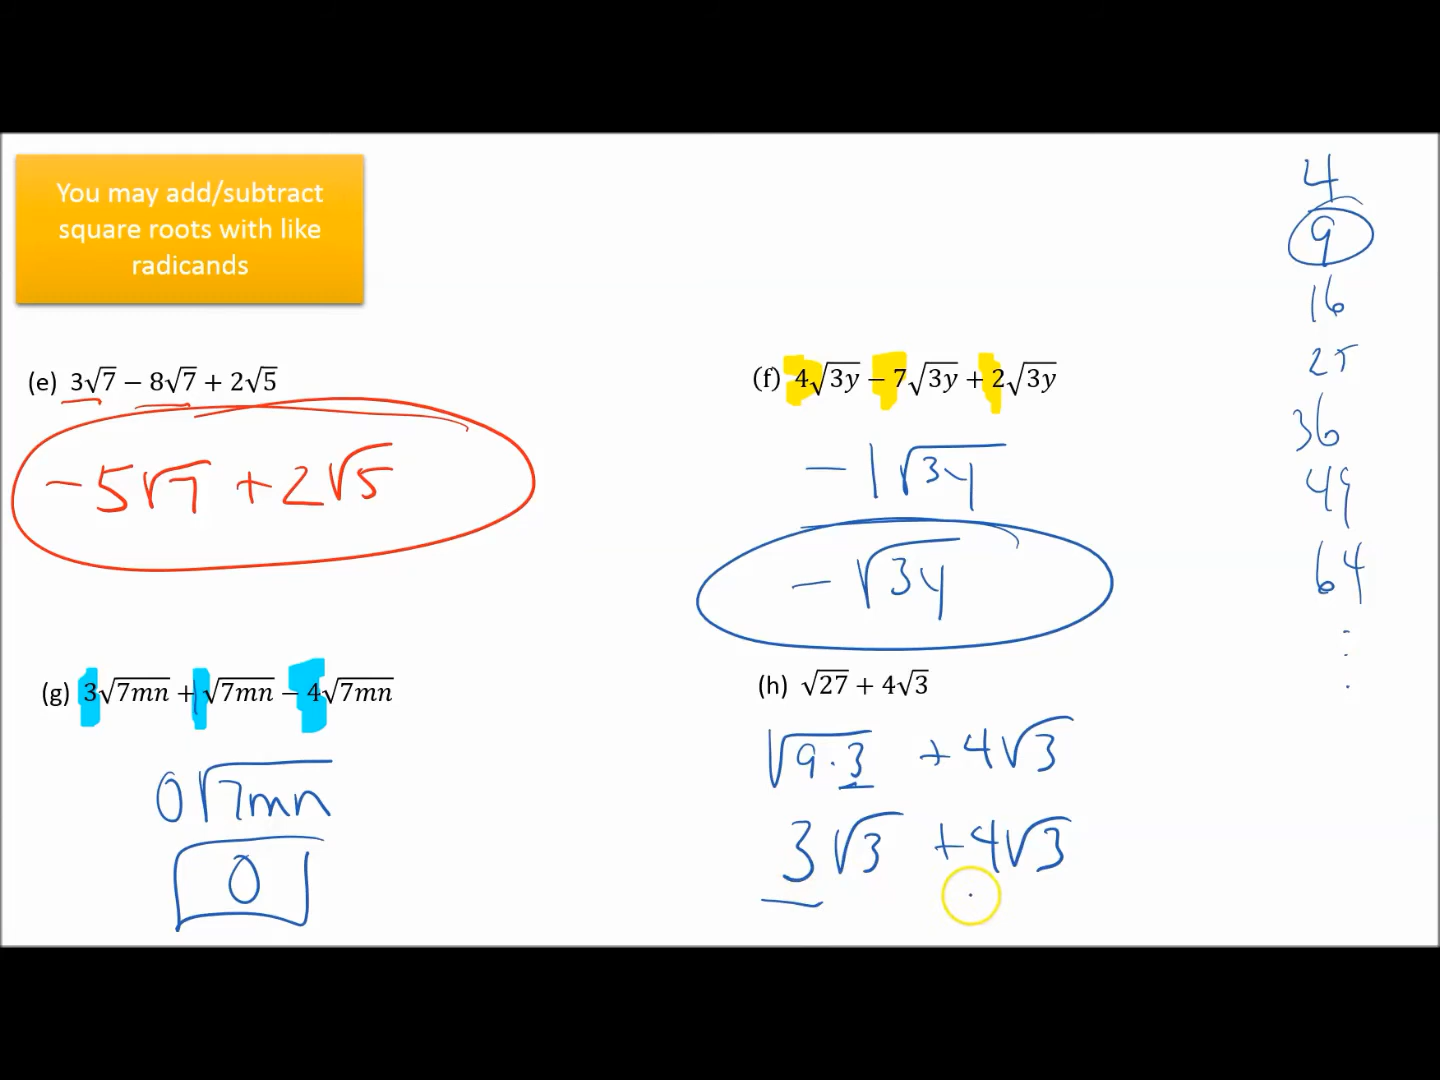 You may add/subtract
square roots with like
radicands
(e) 3√7 − 8√7 + 2√5
−5√7 + 2√5
(f) 4√3y − 7√3y + 2√3y
−1√3y
−√3y
(g) 3√7mn + 1√7mn − 4√7mn
0√7mn
0
(h) √27 + 4√3
√9·3 + 4√3
3√3 + 4√3
4
9
16
25
36
49
64
⋮